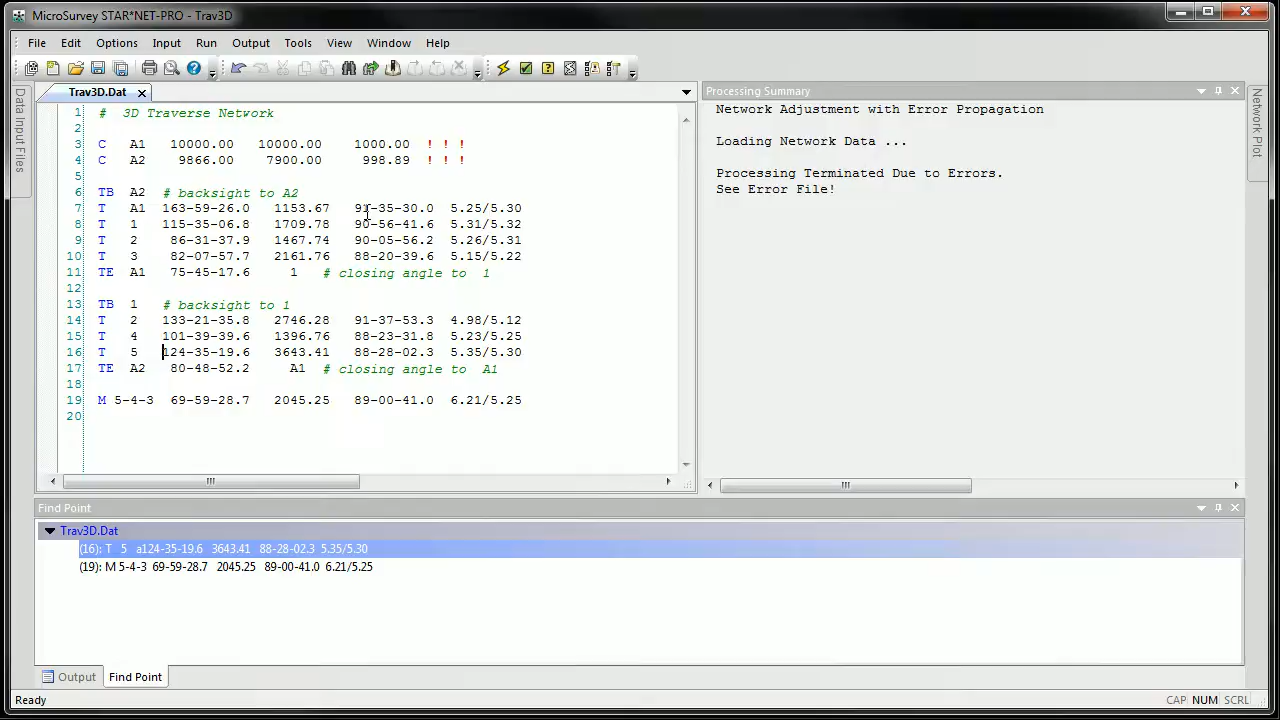 MicroSurvey STAR*NET-PRO - Trav3D
File Edit Options Input Run Output Tools View Window Help
Data Input Files
Trav3D.Dat
1 # 3D Traverse Network
2
3 C A1 10000.00 10000.00 1000.00 ! ! !
4 C A2 9866.00 7900.00 998.89 ! ! !
5
6 TB A2 # backsight to A2
7 T A1 163-59-26.0 1153.67 91-35-30.0 5.25/5.30
8 T 1 115-35-06.8 1709.78 90-56-41.6 5.31/5.32
9 T 2 86-31-37.9 1467.74 90-05-56.2 5.26/5.31
10 T 3 82-07-57.7 2161.76 88-20-39.6 5.15/5.22
11 TE A1 75-45-17.6 1 # closing angle to 1
12
13 TB 1 # backsight to 1
14 T 2 133-21-35.8 2746.28 91-37-53.3 4.98/5.12
15 T 4 101-39-39.6 1396.76 88-23-31.8 5.23/5.25
16 T 5 124-35-19.6 3643.41 88-28-02.3 5.35/5.30
17 TE A2 80-48-52.2 A1 # closing angle to A1
18
19 M 5-4-3 69-59-28.7 2045.25 89-00-41.0 6.21/5.25
20
Processing Summary
Network Adjustment with Error Propagation
Loading Network Data ...
Processing Terminated Due to Errors.
See Error File!
Network Plot
Find Point
Trav3D.Dat
(16): T 5 a124-35-19.6 3643.41 88-28-02.3 5.35/5.30
(19): M 5-4-3 69-59-28.7 2045.25 89-00-41.0 6.21/5.25
Output Find Point
Ready CAP NUM SCRL